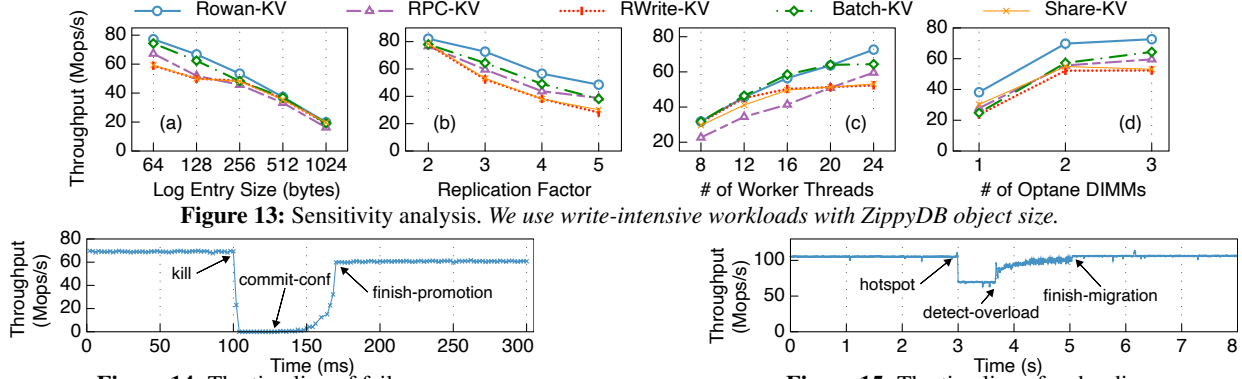 Rowan-KV RPC-KV RWrite-KV Batch-KV Share-KV
Throughput (Mops/s)
80
60
40
20
0
(a)
64 128 256 512 1024
Log Entry Size (bytes)
80
60
40
20
0
(b)
2 3 4 5
Replication Factor
80
60
40
20
(c)
8 12 16 20 24
# of Worker Threads
80
60
40
20
0
(d)
1 2 3
# of Optane DIMMs
Figure 13: Sensitivity analysis. We use write-intensive workloads with ZippyDB object size.
Throughput
(Mops/s)
80
60
40
20
0
kill
commit-conf
finish-promotion
0 50 100 150 200 250 300
Time (ms)
Throughput
(Mops/s)
100
50
0
hotspot
detect-overload
finish-migration
0 1 2 3 4 5 6 7 8
Time (s)